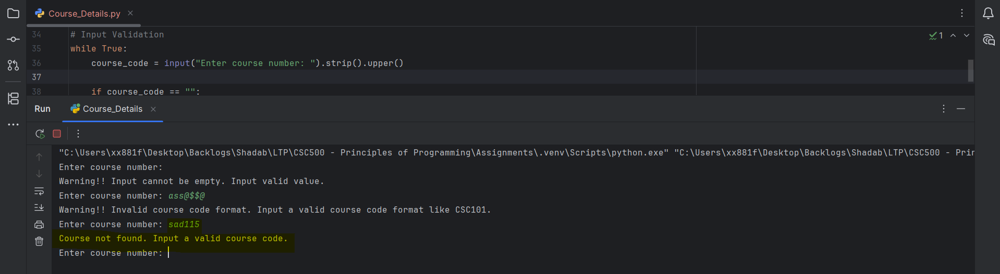 Course_Details.py
34 # Input Validation
1
35 while True:
36 course_code = input("Enter course number: ").strip().upper()
37
38 if course_code == "":
Run Course_Details
"C:\Users\xx881f\Desktop\Backlogs\Shadab\LTP\CSC500 - Principles of Programming\Assignments\.venv\Scripts\python.exe" "C:\Users\xx881f\Desktop\Backlogs\Shadab\LTP\CSC500 - Prin
Enter course number:
Warning!! Input cannot be empty. Input valid value.
Enter course number: ass@$$@
Warning!! Invalid course code format. Input a valid course code format like CSC101.
Enter course number: sad115
Course not found. Input a valid course code.
Enter course number: